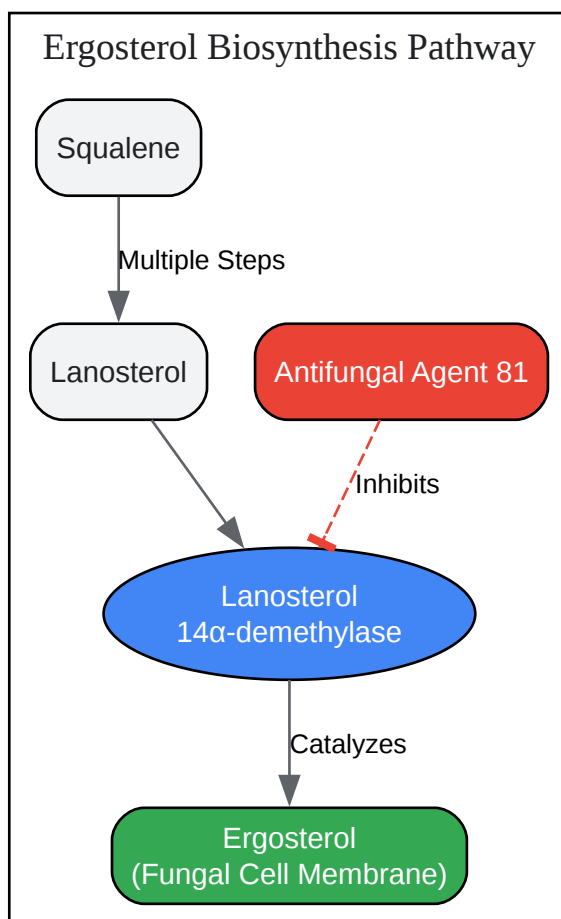 Ergosterol Biosynthesis Pathway
Squalene
Multiple Steps
Lanosterol
Antifungal Agent 81
Inhibits
Lanosterol
14α-demethylase
Catalyzes
Ergosterol
(Fungal Cell Membrane)